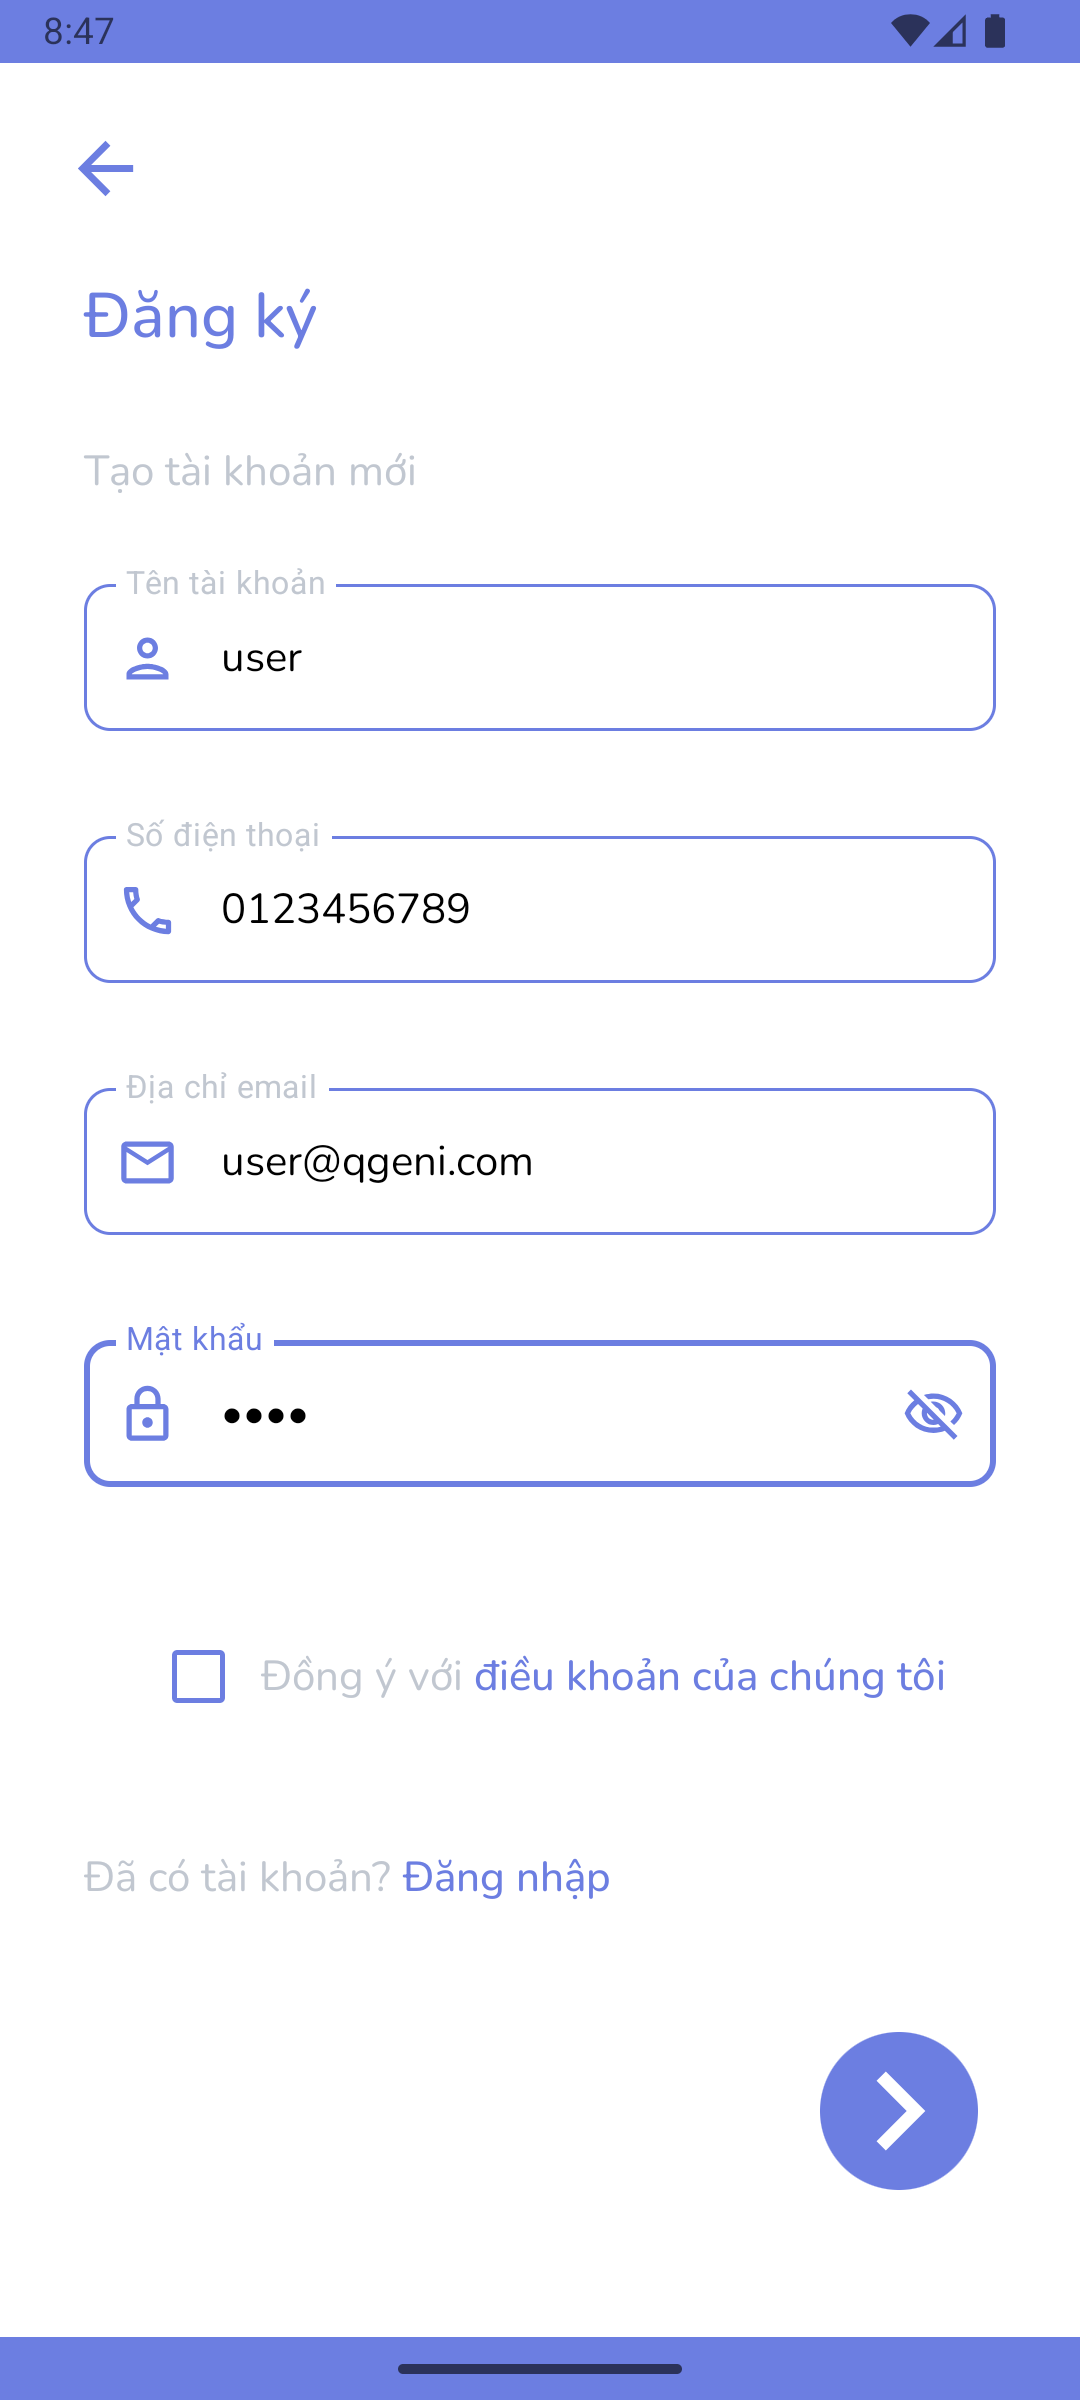 8:47
Đăng ký
Tạo tài khoản mới
Tên tài khoản
user
Số điện thoại
0123456789
Địa chỉ email
user@qgeni.com
Mật khẩu
••••
Đồng ý với điều khoản của chúng tôi
Đã có tài khoản? Đăng nhập